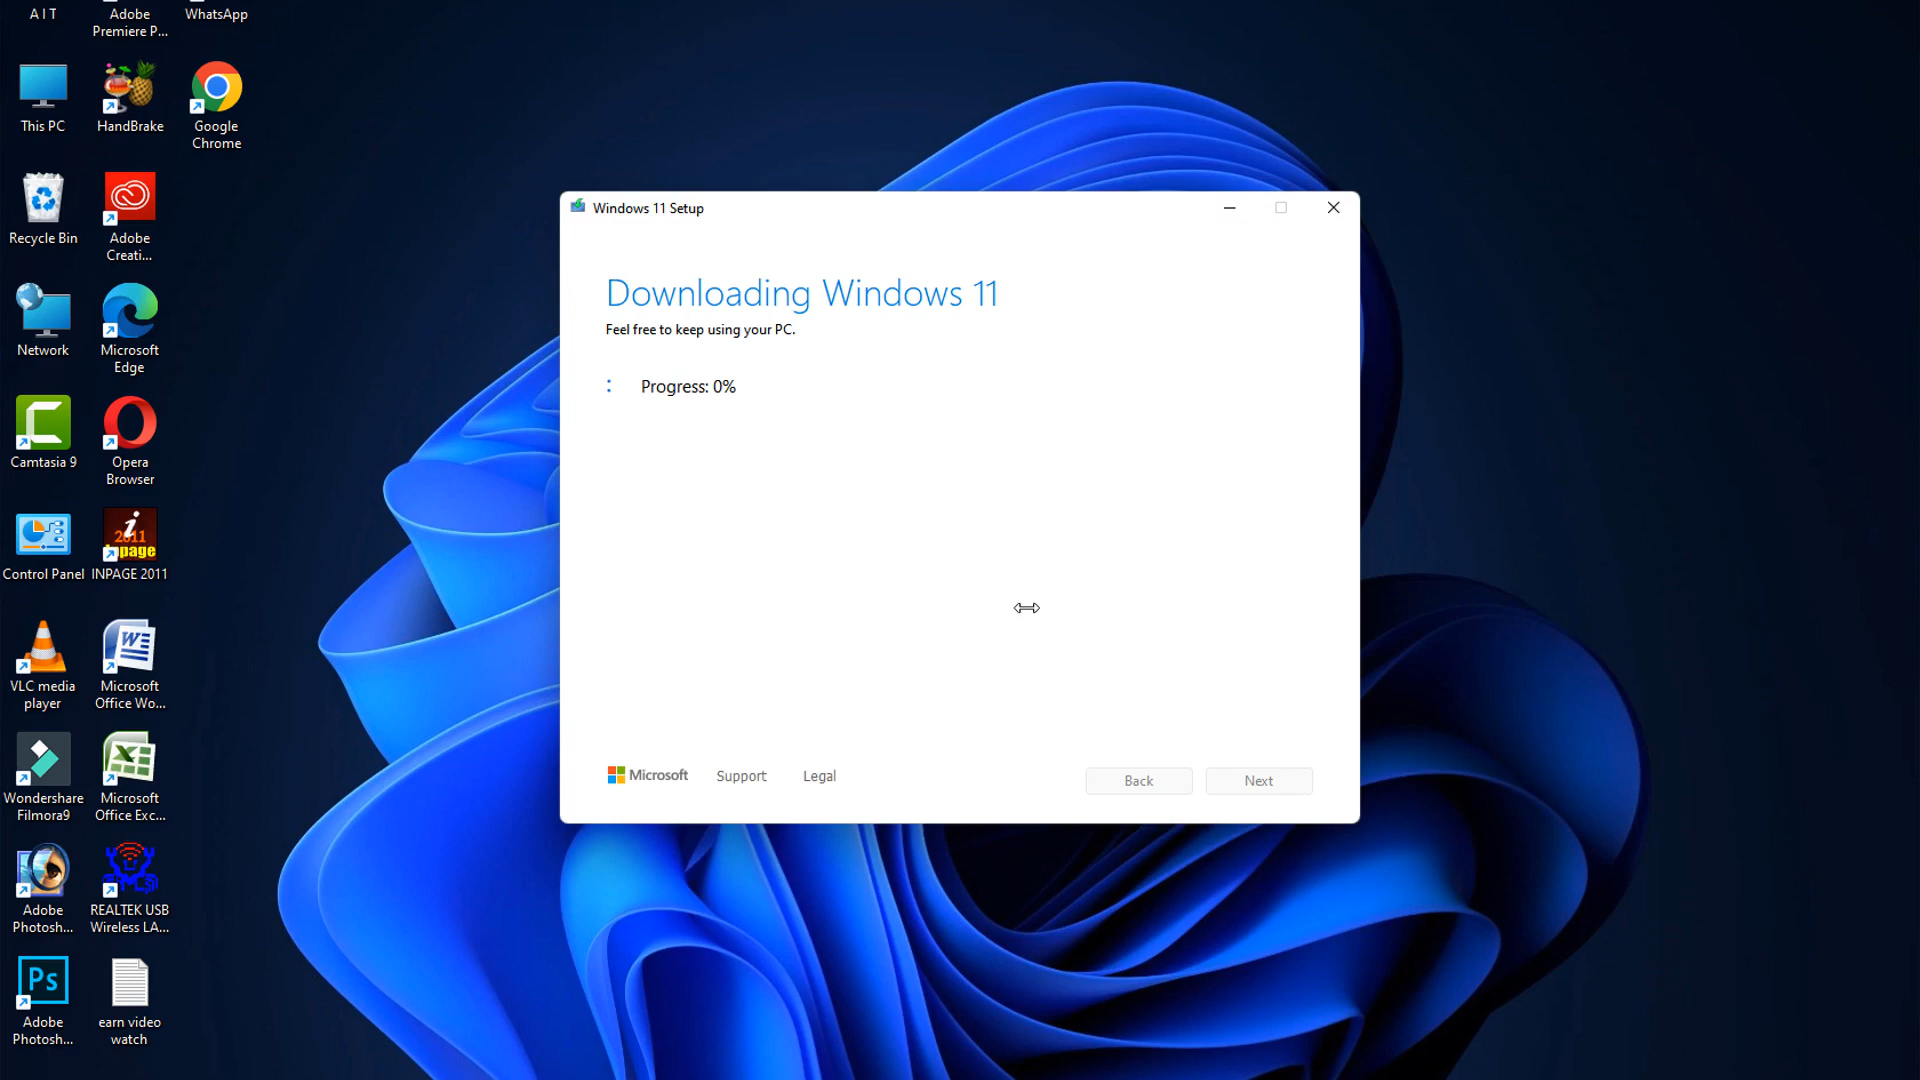 A I T
Adobe
Premiere P...
WhatsApp
This PC
HandBrake
Google
Chrome
Recycle Bin
Adobe
Creati...
Network
Microsoft
Edge
Camtasia 9
Opera
Browser
Control Panel
i
2011
inpage
INPAGE 2011
VLC media
player
W
Microsoft
Office Wo...
Wondershare
Filmora9
X
Microsoft
Office Exc...
Adobe
Photosh...
REALTEK USB
Wireless LA...
Ps
Adobe
Photosh...
earn video
watch
Windows 11 Setup
Downloading Windows 11
Feel free to keep using your PC.
Progress: 0%
Microsoft
Support
Legal
Back
Next